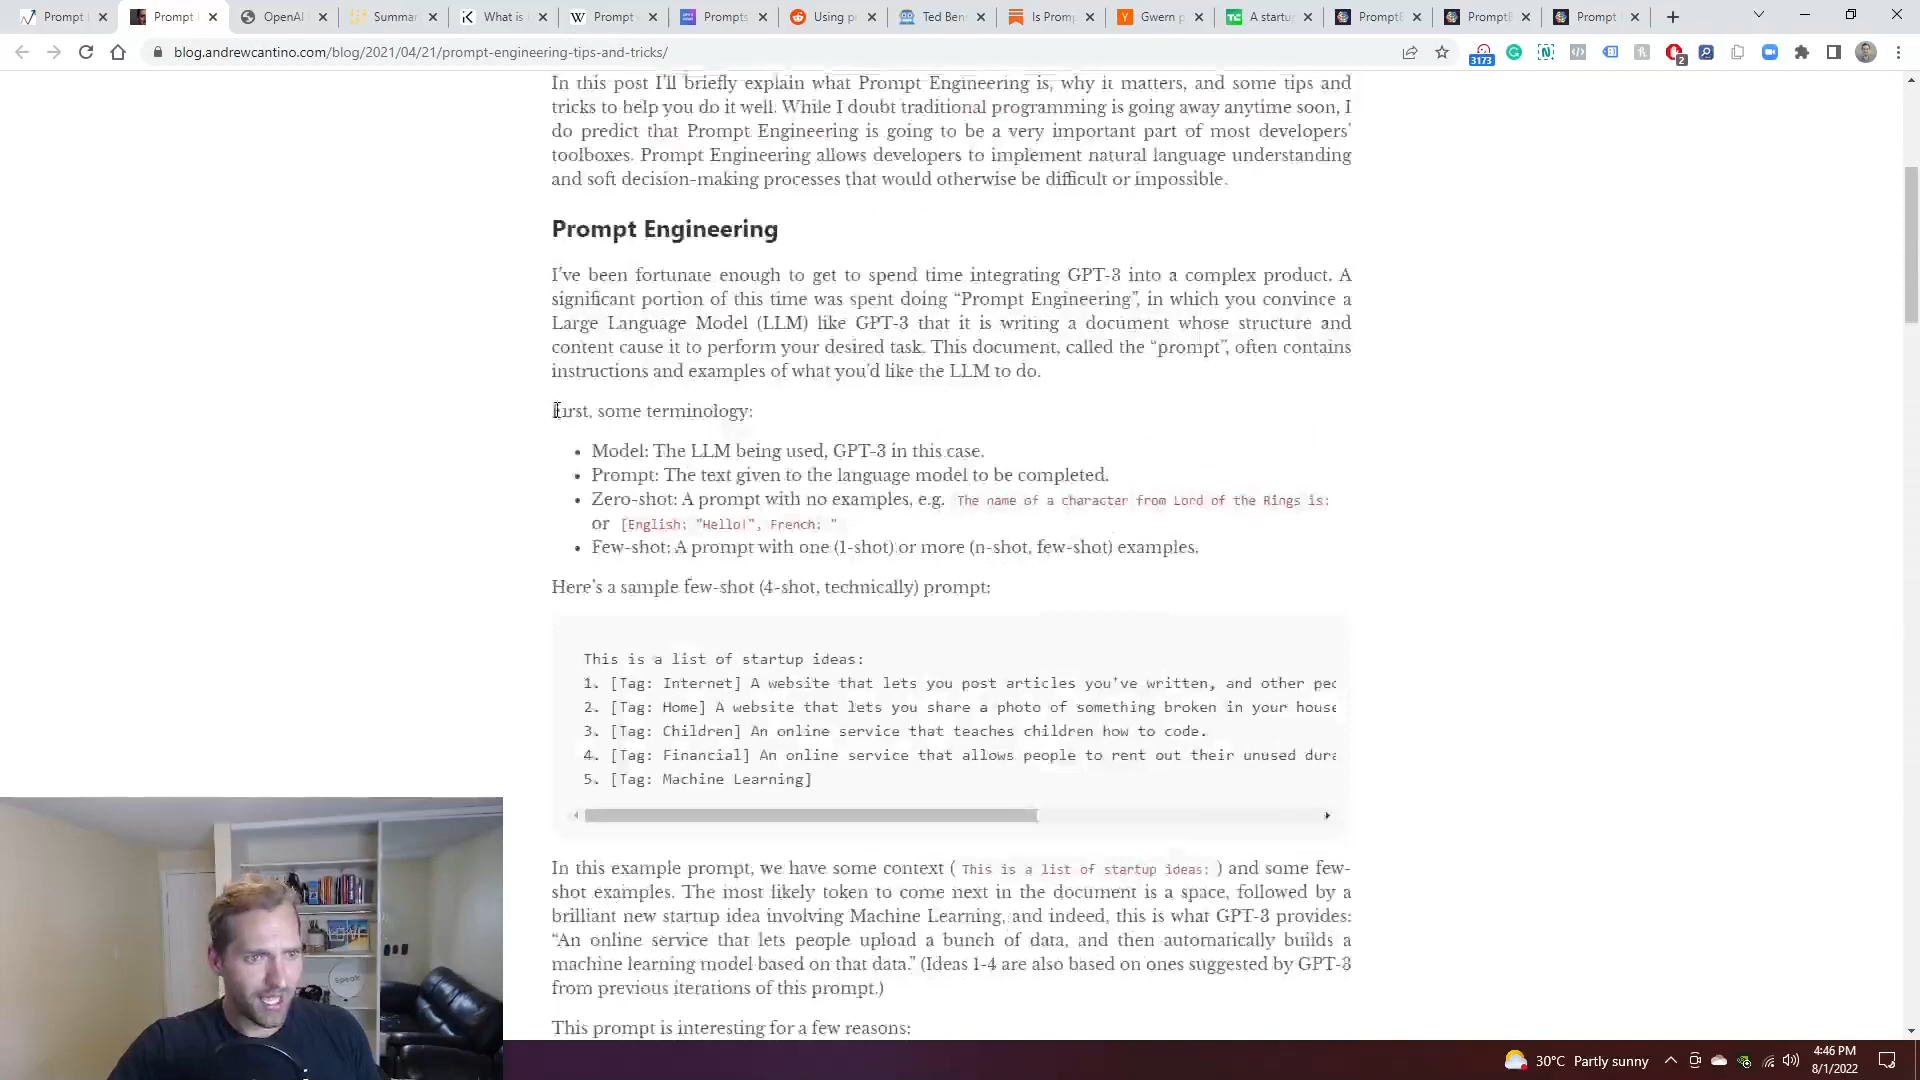 Prompt
Prompt
OpenAI
Summar
What is
Prompt
Prompts
Using p
Ted Ben
Is Promp
Gwern p
A startu
PromptE
PromptE
Prompt
blog.andrewcantino.com/blog/2021/04/21/prompt-engineering-tips-and-tricks/
3173
2
In this post I'll briefly explain what Prompt Engineering is, why it matters, and some tips and
tricks to help you do it well. While I doubt traditional programming is going away anytime soon, I
do predict that Prompt Engineering is going to be a very important part of most developers'
toolboxes. Prompt Engineering allows developers to implement natural language understanding
and soft decision-making processes that would otherwise be difficult or impossible.
Prompt Engineering
I've been fortunate enough to get to spend time integrating GPT-3 into a complex product. A
significant portion of this time was spent doing “Prompt Engineering”, in which you convince a
Large Language Model (LLM) like GPT-3 that it is writing a document whose structure and
content cause it to perform your desired task. This document, called the “prompt”, often contains
instructions and examples of what you'd like the LLM to do.
First, some terminology:
• Model: The LLM being used, GPT-3 in this case.
• Prompt: The text given to the language model to be completed.
• Zero-shot: A prompt with no examples, e.g. The name of a character from Lord of the Rings is:
or [English: "Hello!", French: "
• Few-shot: A prompt with one (1-shot) or more (n-shot, few-shot) examples.
Here's a sample few-shot (4-shot, technically) prompt:
This is a list of startup ideas:
1. [Tag: Internet] A website that lets you post articles you've written, and other pec
2. [Tag: Home] A website that lets you share a photo of something broken in your house
3. [Tag: Children] An online service that teaches children how to code.
4. [Tag: Financial] An online service that allows people to rent out their unused dura
5. [Tag: Machine Learning]
In this example prompt, we have some context ( This is a list of startup ideas: ) and some few-
shot examples. The most likely token to come next in the document is a space, followed by a
brilliant new startup idea involving Machine Learning, and indeed, this is what GPT-3 provides:
“An online service that lets people upload a bunch of data, and then automatically builds a
machine learning model based on that data.” (Ideas 1-4 are also based on ones suggested by GPT-3
from previous iterations of this prompt.)
This prompt is interesting for a few reasons:
Speak
30°C Partly sunny
4:46 PM
8/1/2022